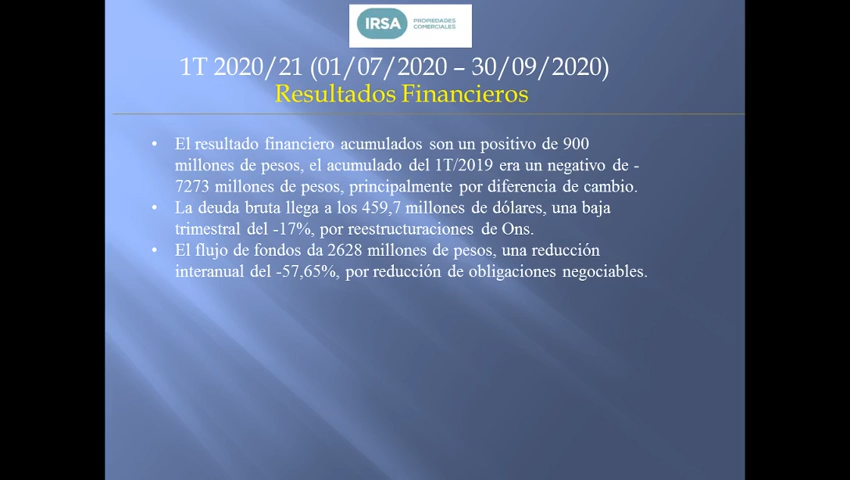 IRSA
PROPIEDADES
COMERCIALES
1T 2020/21 (01/07/2020 – 30/09/2020)
Resultados Financieros
• El resultado financiero acumulados son un positivo de 900
millones de pesos, el acumulado del 1T/2019 era un negativo de -
7273 millones de pesos, principalmente por diferencia de cambio.
• La deuda bruta llega a los 459,7 millones de dólares, una baja
trimestral del -17%, por reestructuraciones de Ons.
• El flujo de fondos da 2628 millones de pesos, una reducción
interanual del -57,65%, por reducción de obligaciones negociables.